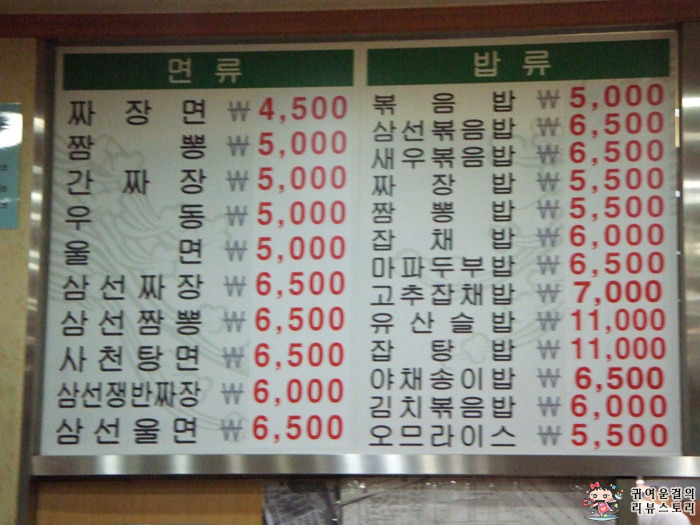 면 류
짜 장 면 ₩ 4,500
짬 뽕 ₩ 5,000
간 짜 장 ₩ 5,000
우 동 ₩ 5,000
울 면 ₩ 5,000
삼 선 짜 장 ₩ 6,500
삼 선 짬 뽕 ₩ 6,500
사 천 탕 면 ₩ 6,500
삼선쟁반짜장 ₩ 6,000
삼 선 울 면 ₩ 6,500
밥 류
볶 음 밥 ₩ 5,000
삼선볶음밥 ₩ 6,500
새우볶음밥 ₩ 6,500
짜 장 밥 ₩ 5,500
짬 뽕 밥 ₩ 5,500
잡 채 밥 ₩ 6,000
마파두부밥 ₩ 6,500
고추잡채밥 ₩ 7,000
유 산 슬 밥 ₩ 11,000
잡 탕 밥 ₩ 11,000
야채송이밥 ₩ 6,500
김치볶음밥 ₩ 6,000
오므라이스 ₩ 5,500
귀여운걸의
리뷰스토리